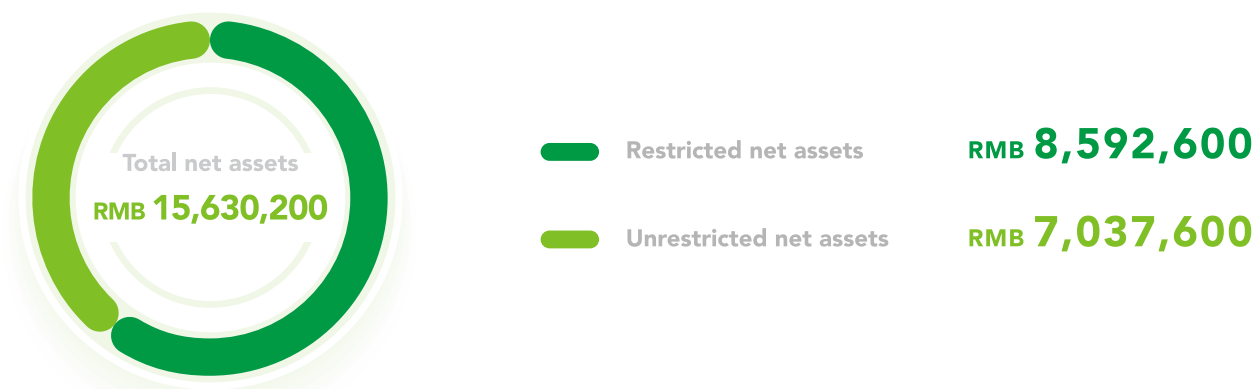 Total net assets
RMB 15,630,200
Restricted net assets RMB 8,592,600
Unrestricted net assets RMB 7,037,600